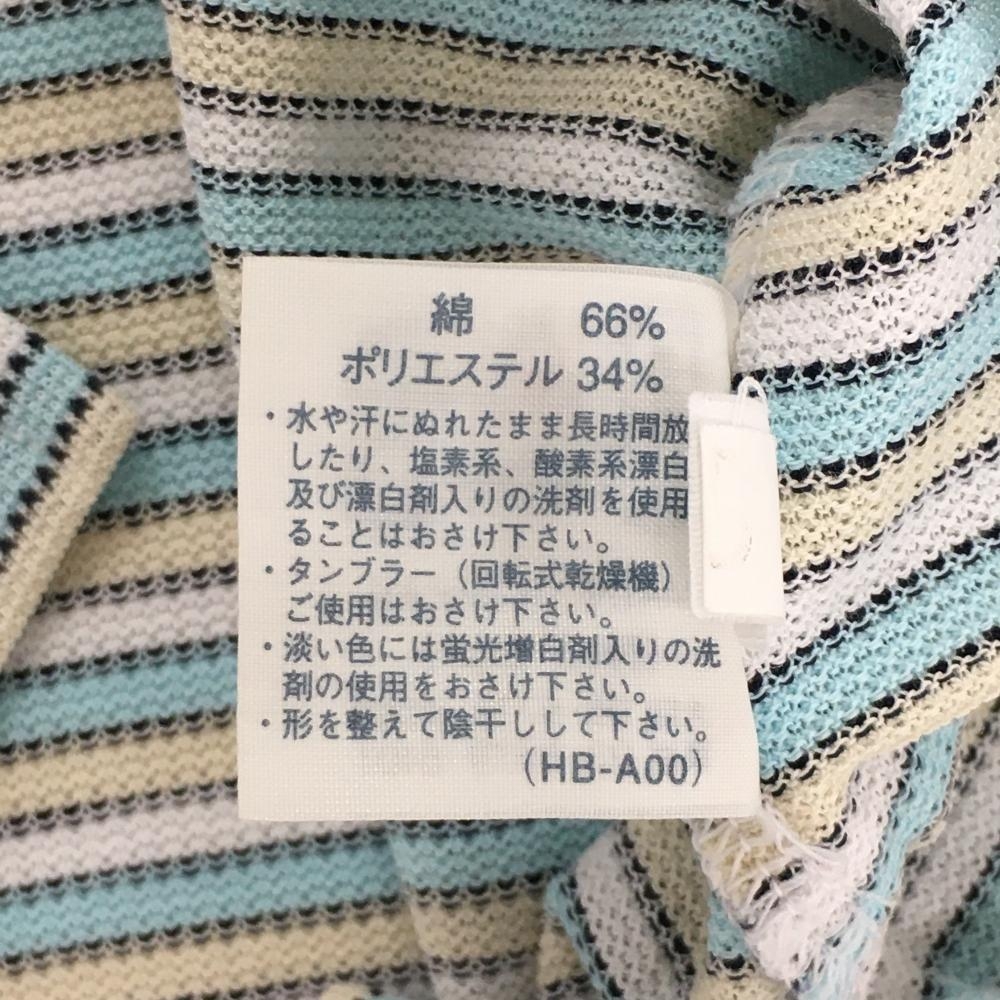 綿 66%
ポリエステル 34%
・水や汗にぬれたまま長時間放
したり、塩素系、酸素系漂白
及び漂白剤入りの洗剤を使用
ることはおさけ下さい。
・タンブラー（回転式乾燥機）
ご使用はおさけ下さい。
・淡い色には蛍光増白剤入りの洗
剤の使用をおさけ下さい。
・形を整えて陰干しして下さい。
(HB-A00)